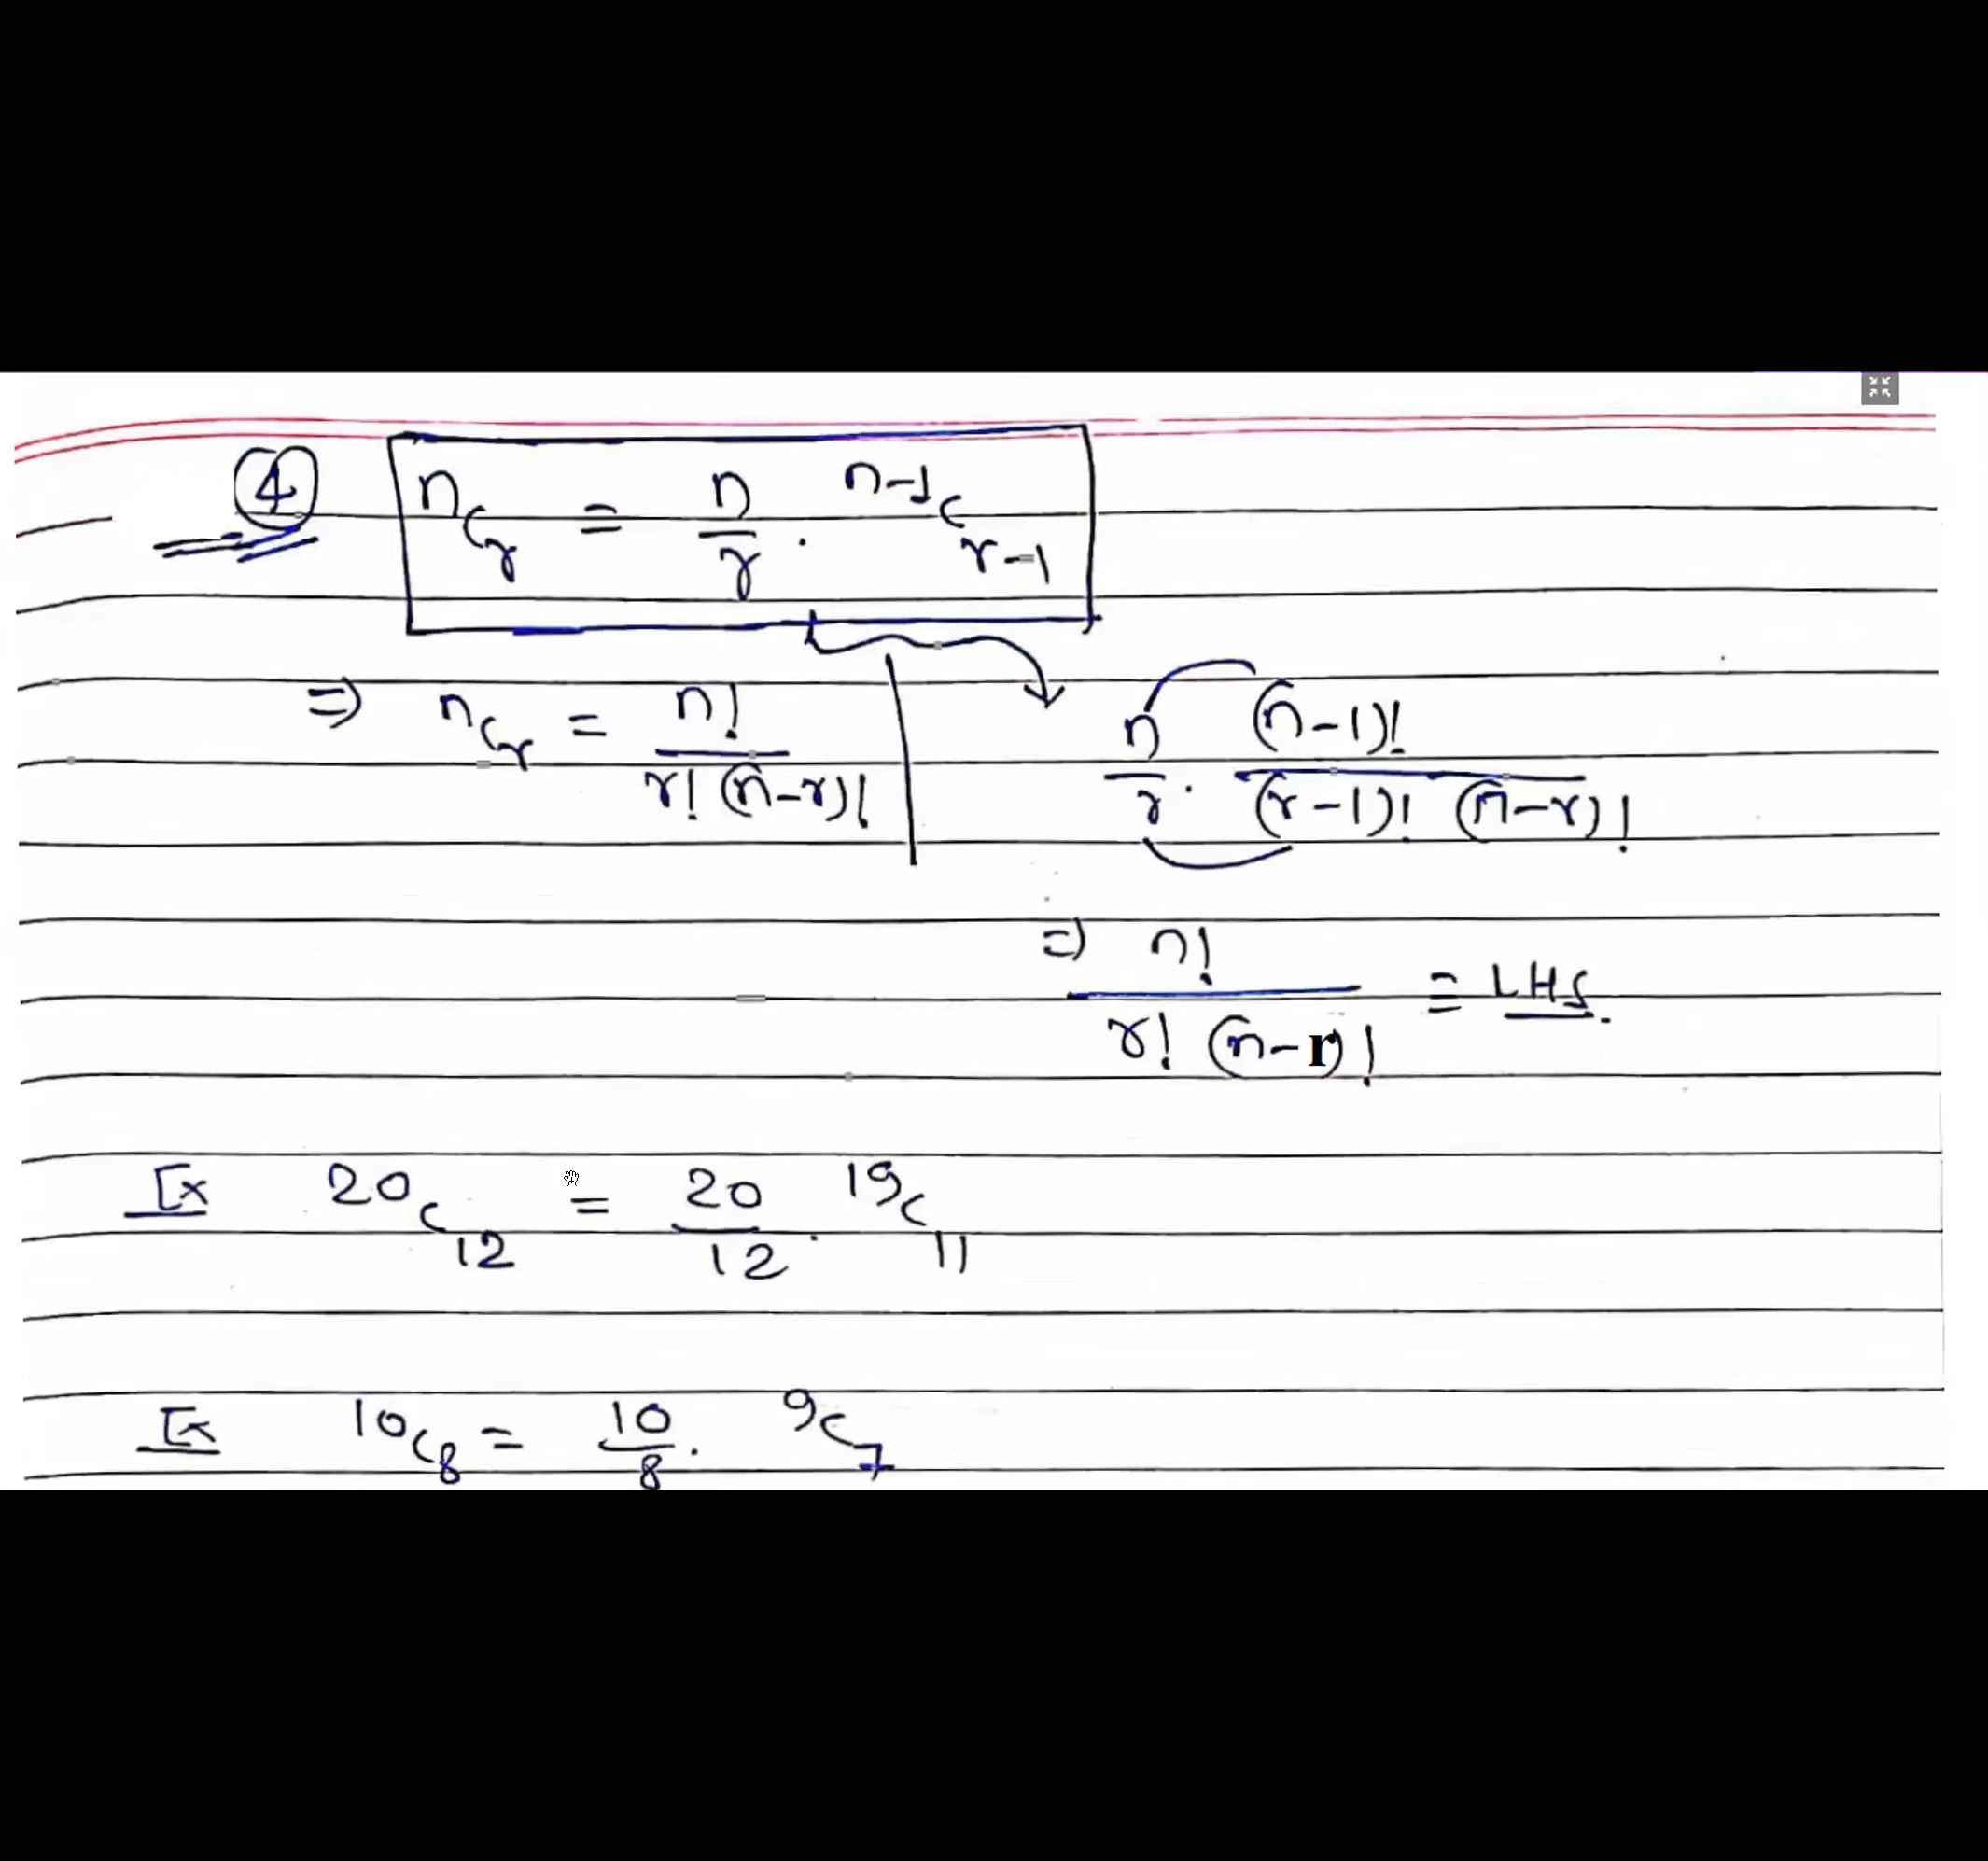 ④ nCr = n/r . n-1Cr-1
=) nCr = n!/r! (n-r)! | n/r . (n-1)!/(r-1)! (n-r)!
=) n!/r! (n-r)! = LHS.
Ex 20C12 = 20/12 . 19C11
Ex 10C8 = 10/8 . 9C7